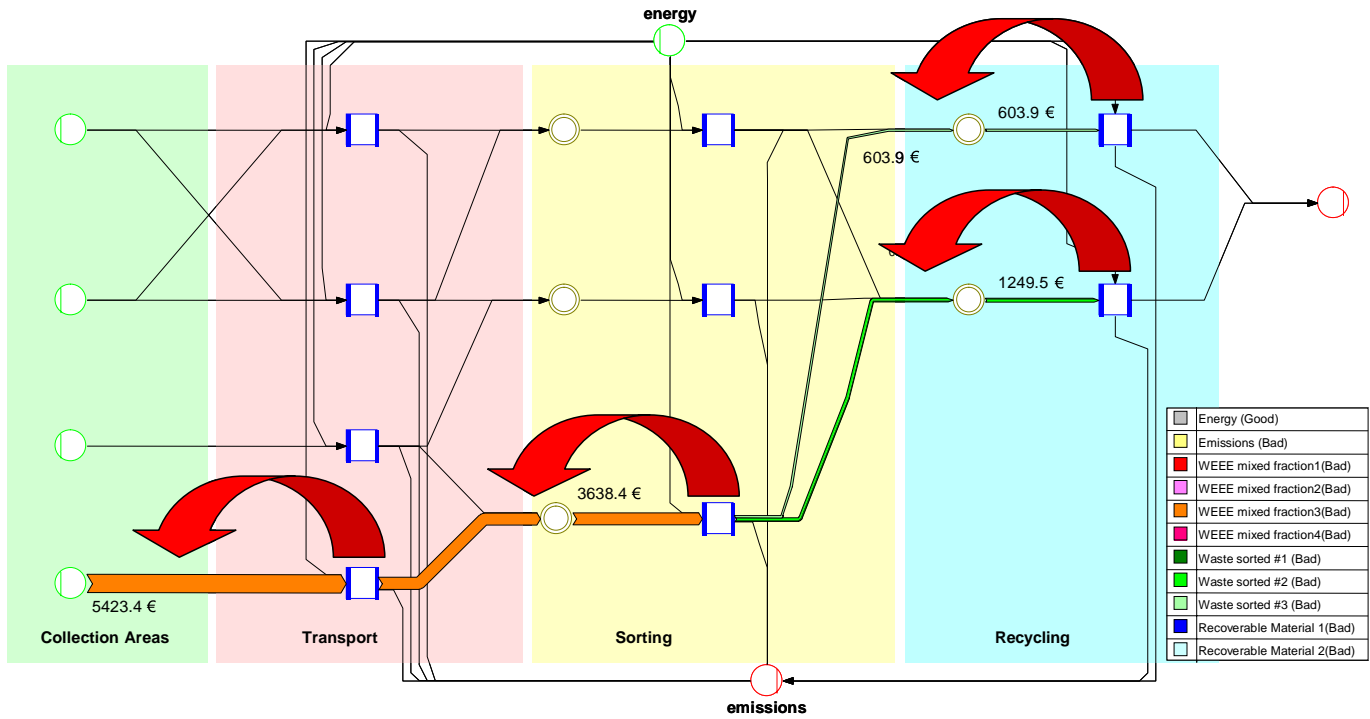 energy
603.9 €
603.9 €
1249.5 €
3638.4 €
5423.4 €
Collection Areas
Transport
Sorting
Recycling
emissions
Energy (Good)
Emissions (Bad)
WEEE mixed fraction1(Bad)
WEEE mixed fraction2(Bad)
WEEE mixed fraction3(Bad)
WEEE mixed fraction4(Bad)
Waste sorted #1 (Bad)
Waste sorted #2 (Bad)
Waste sorted #3 (Bad)
Recoverable Material 1(Bad)
Recoverable Material 2(Bad)